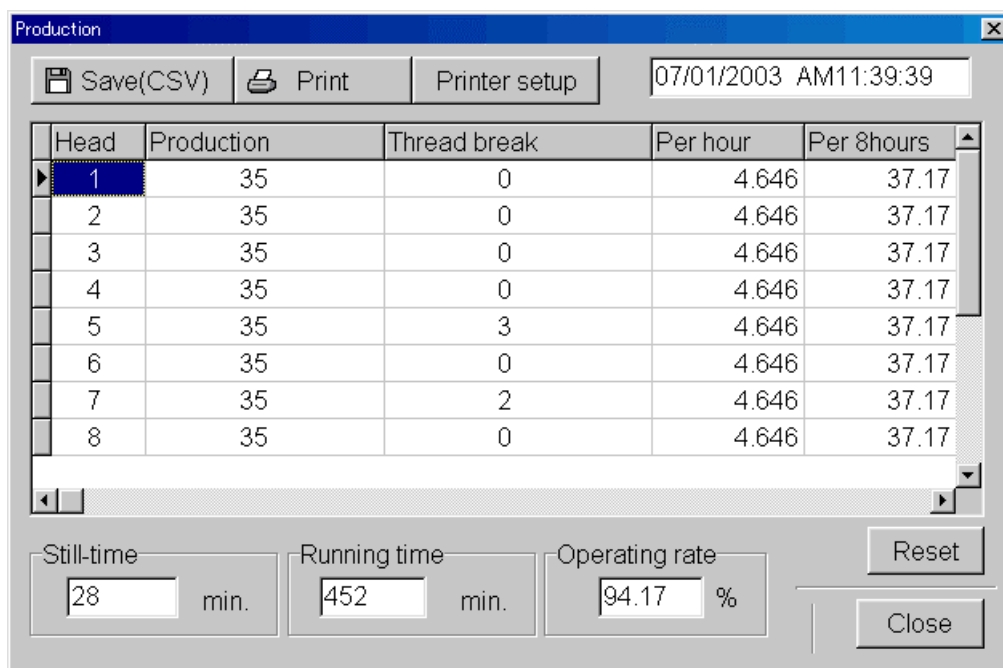 Production
Save(CSV) Print Printer setup 07/01/2003 AM11:39:39
Head Production Thread break Per hour Per 8hours
1 35 0 4.646 37.17
2 35 0 4.646 37.17
3 35 0 4.646 37.17
4 35 0 4.646 37.17
5 35 3 4.646 37.17
6 35 0 4.646 37.17
7 35 2 4.646 37.17
8 35 0 4.646 37.17
Still-time Running time Operating rate Reset
28 min. 452 min. 94.17 %
Close